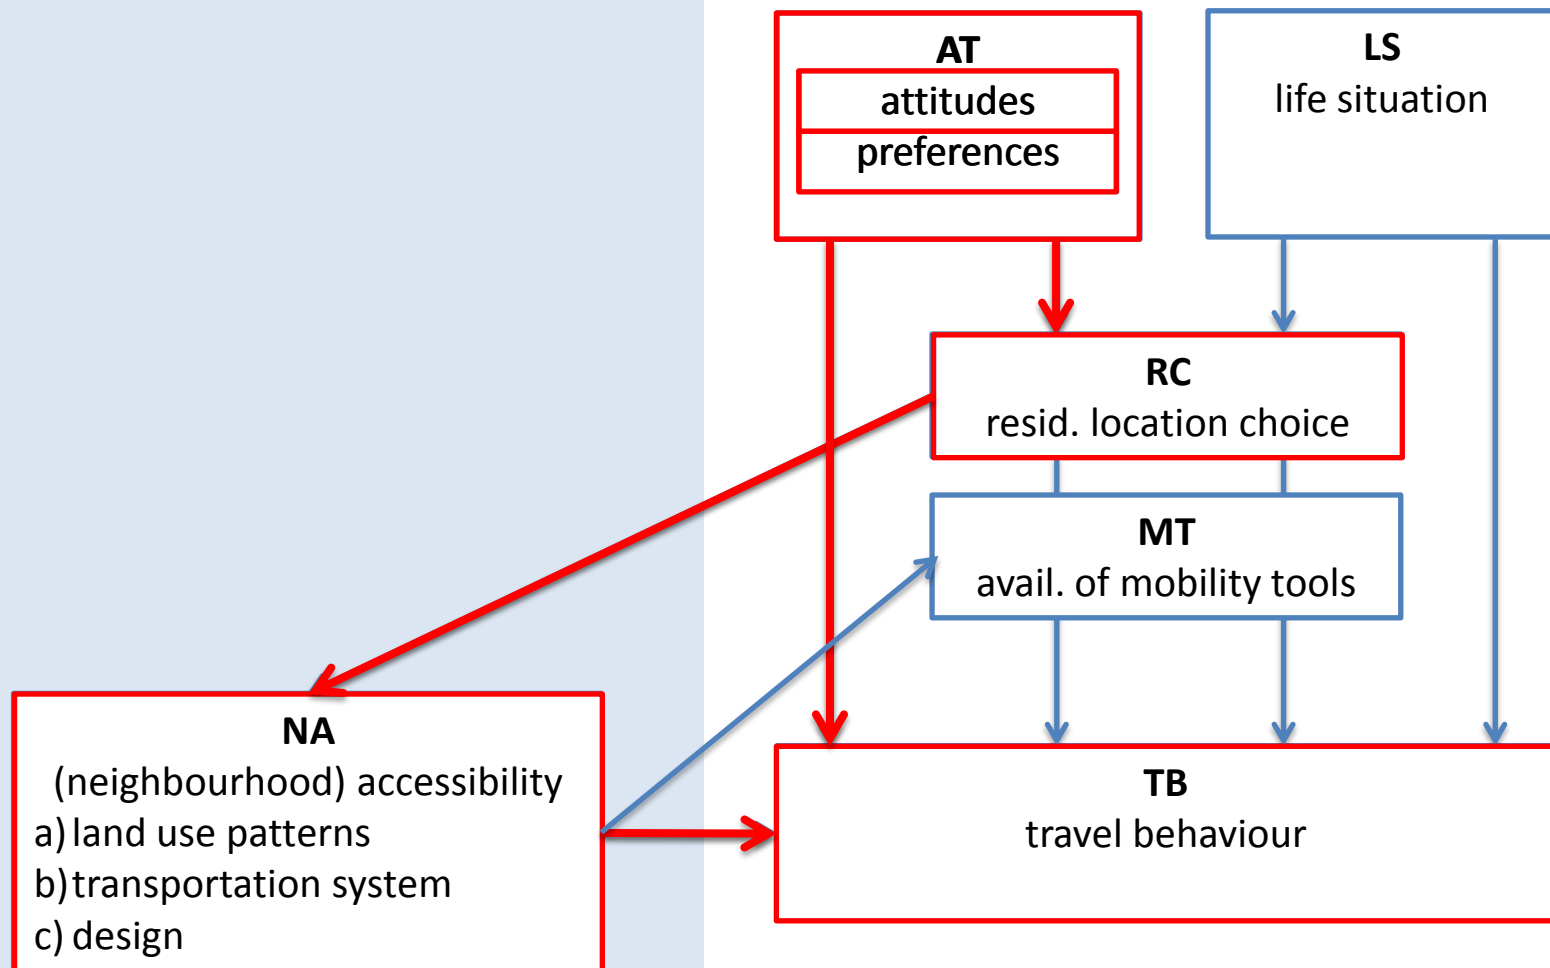 AT
attitudes
preferences
LS
life situation
RC
resid. location choice
MT
avail. of mobility tools
NA
(neighbourhood) accessibility
a) land use patterns
b) transportation system
c) design
TB
travel behaviour